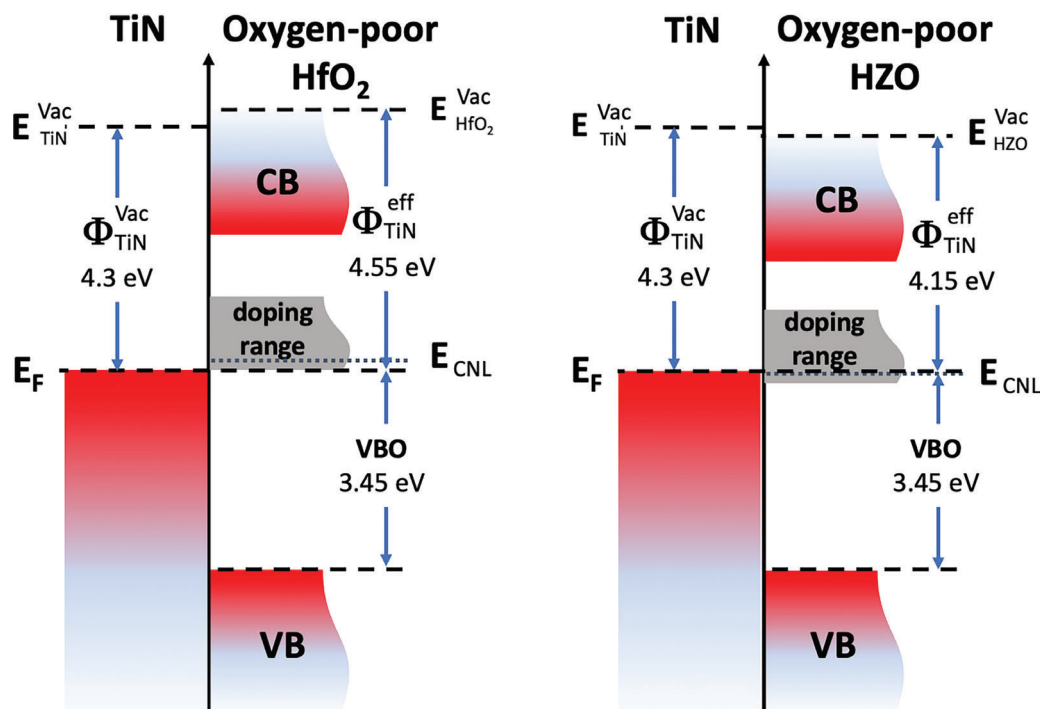 TiN Oxygen-poor
HfO₂
E Vac TiN
E Vac HfO₂
CB
Φ Vac TiN
4.3 eV
Φ eff TiN
4.55 eV
doping
range
E_F
E CNL
VBO
3.45 eV
VB
TiN Oxygen-poor
HZO
E Vac TiN
E Vac HZO
CB
Φ Vac TiN
4.3 eV
Φ eff TiN
4.15 eV
doping
range
E_F
E CNL
VBO
3.45 eV
VB